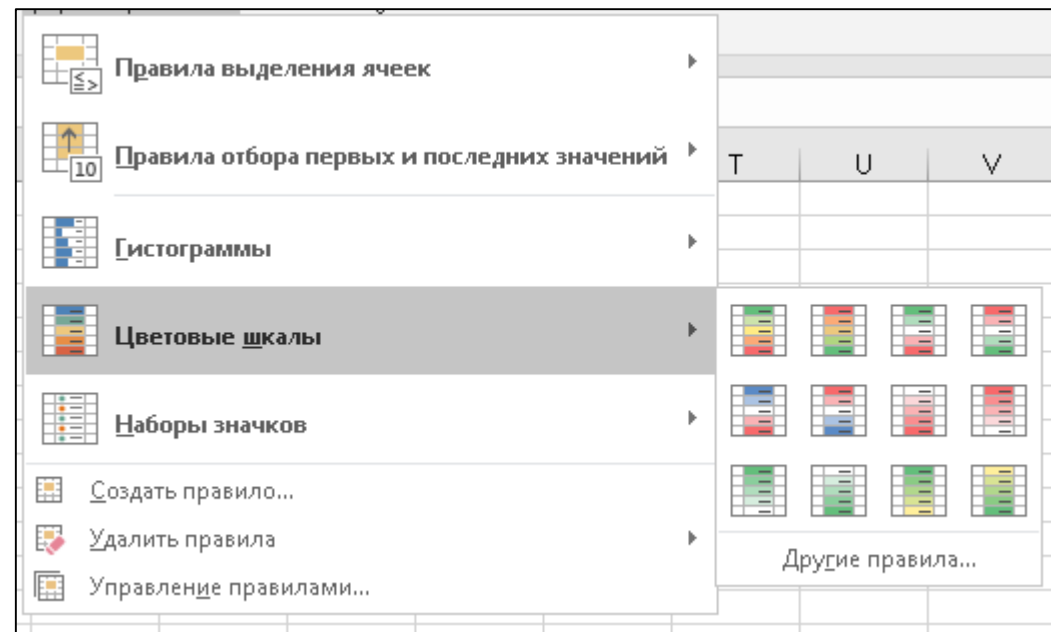 Правила выделения ячеек
Правила отбора первых и последних значений
10
T U V
Гистограммы
Цветовые шкалы
Наборы значков
Создать правило...
Удалить правила
Управление правилами...
Другие правила...